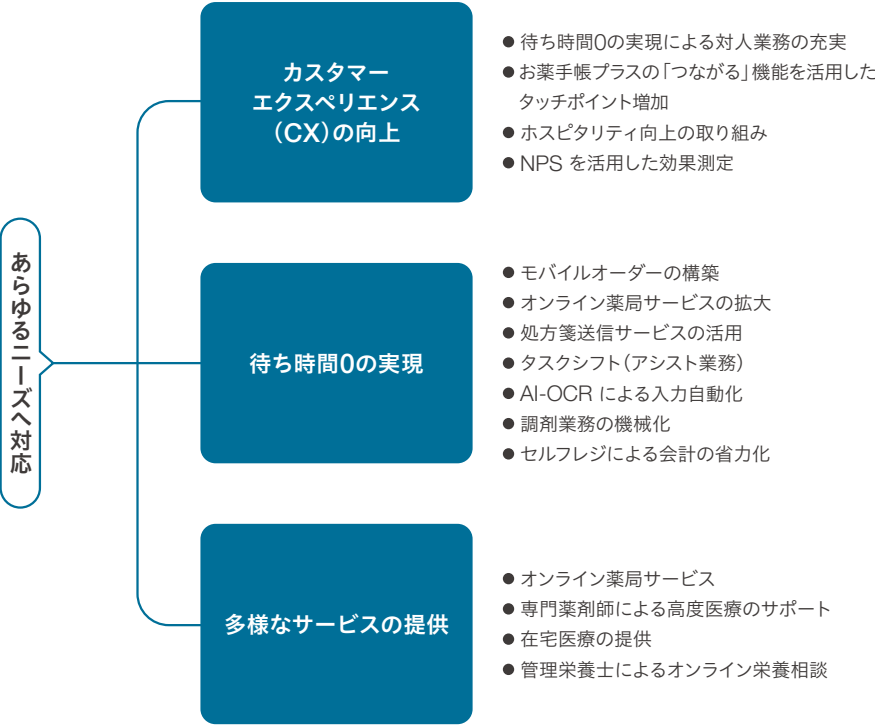 あらゆるニーズへ対応
カスタマー
エクスペリエンス
（CX）の向上
● 待ち時間0の実現による対人業務の充実
● お薬手帳プラスの「つながる」機能を活用した
タッチポイント増加
● ホスピタリティ向上の取り組み
● NPS を活用した効果測定
待ち時間0の実現
● モバイルオーダーの構築
● オンライン薬局サービスの拡大
● 処方箋送信サービスの活用
● タスクシフト（アシスト業務）
● AI-OCR による入力自動化
● 調剤業務の機械化
● セルフレジによる会計の省力化
多様なサービスの提供
● オンライン薬局サービス
● 専門薬剤師による高度医療のサポート
● 在宅医療の提供
● 管理栄養士によるオンライン栄養相談